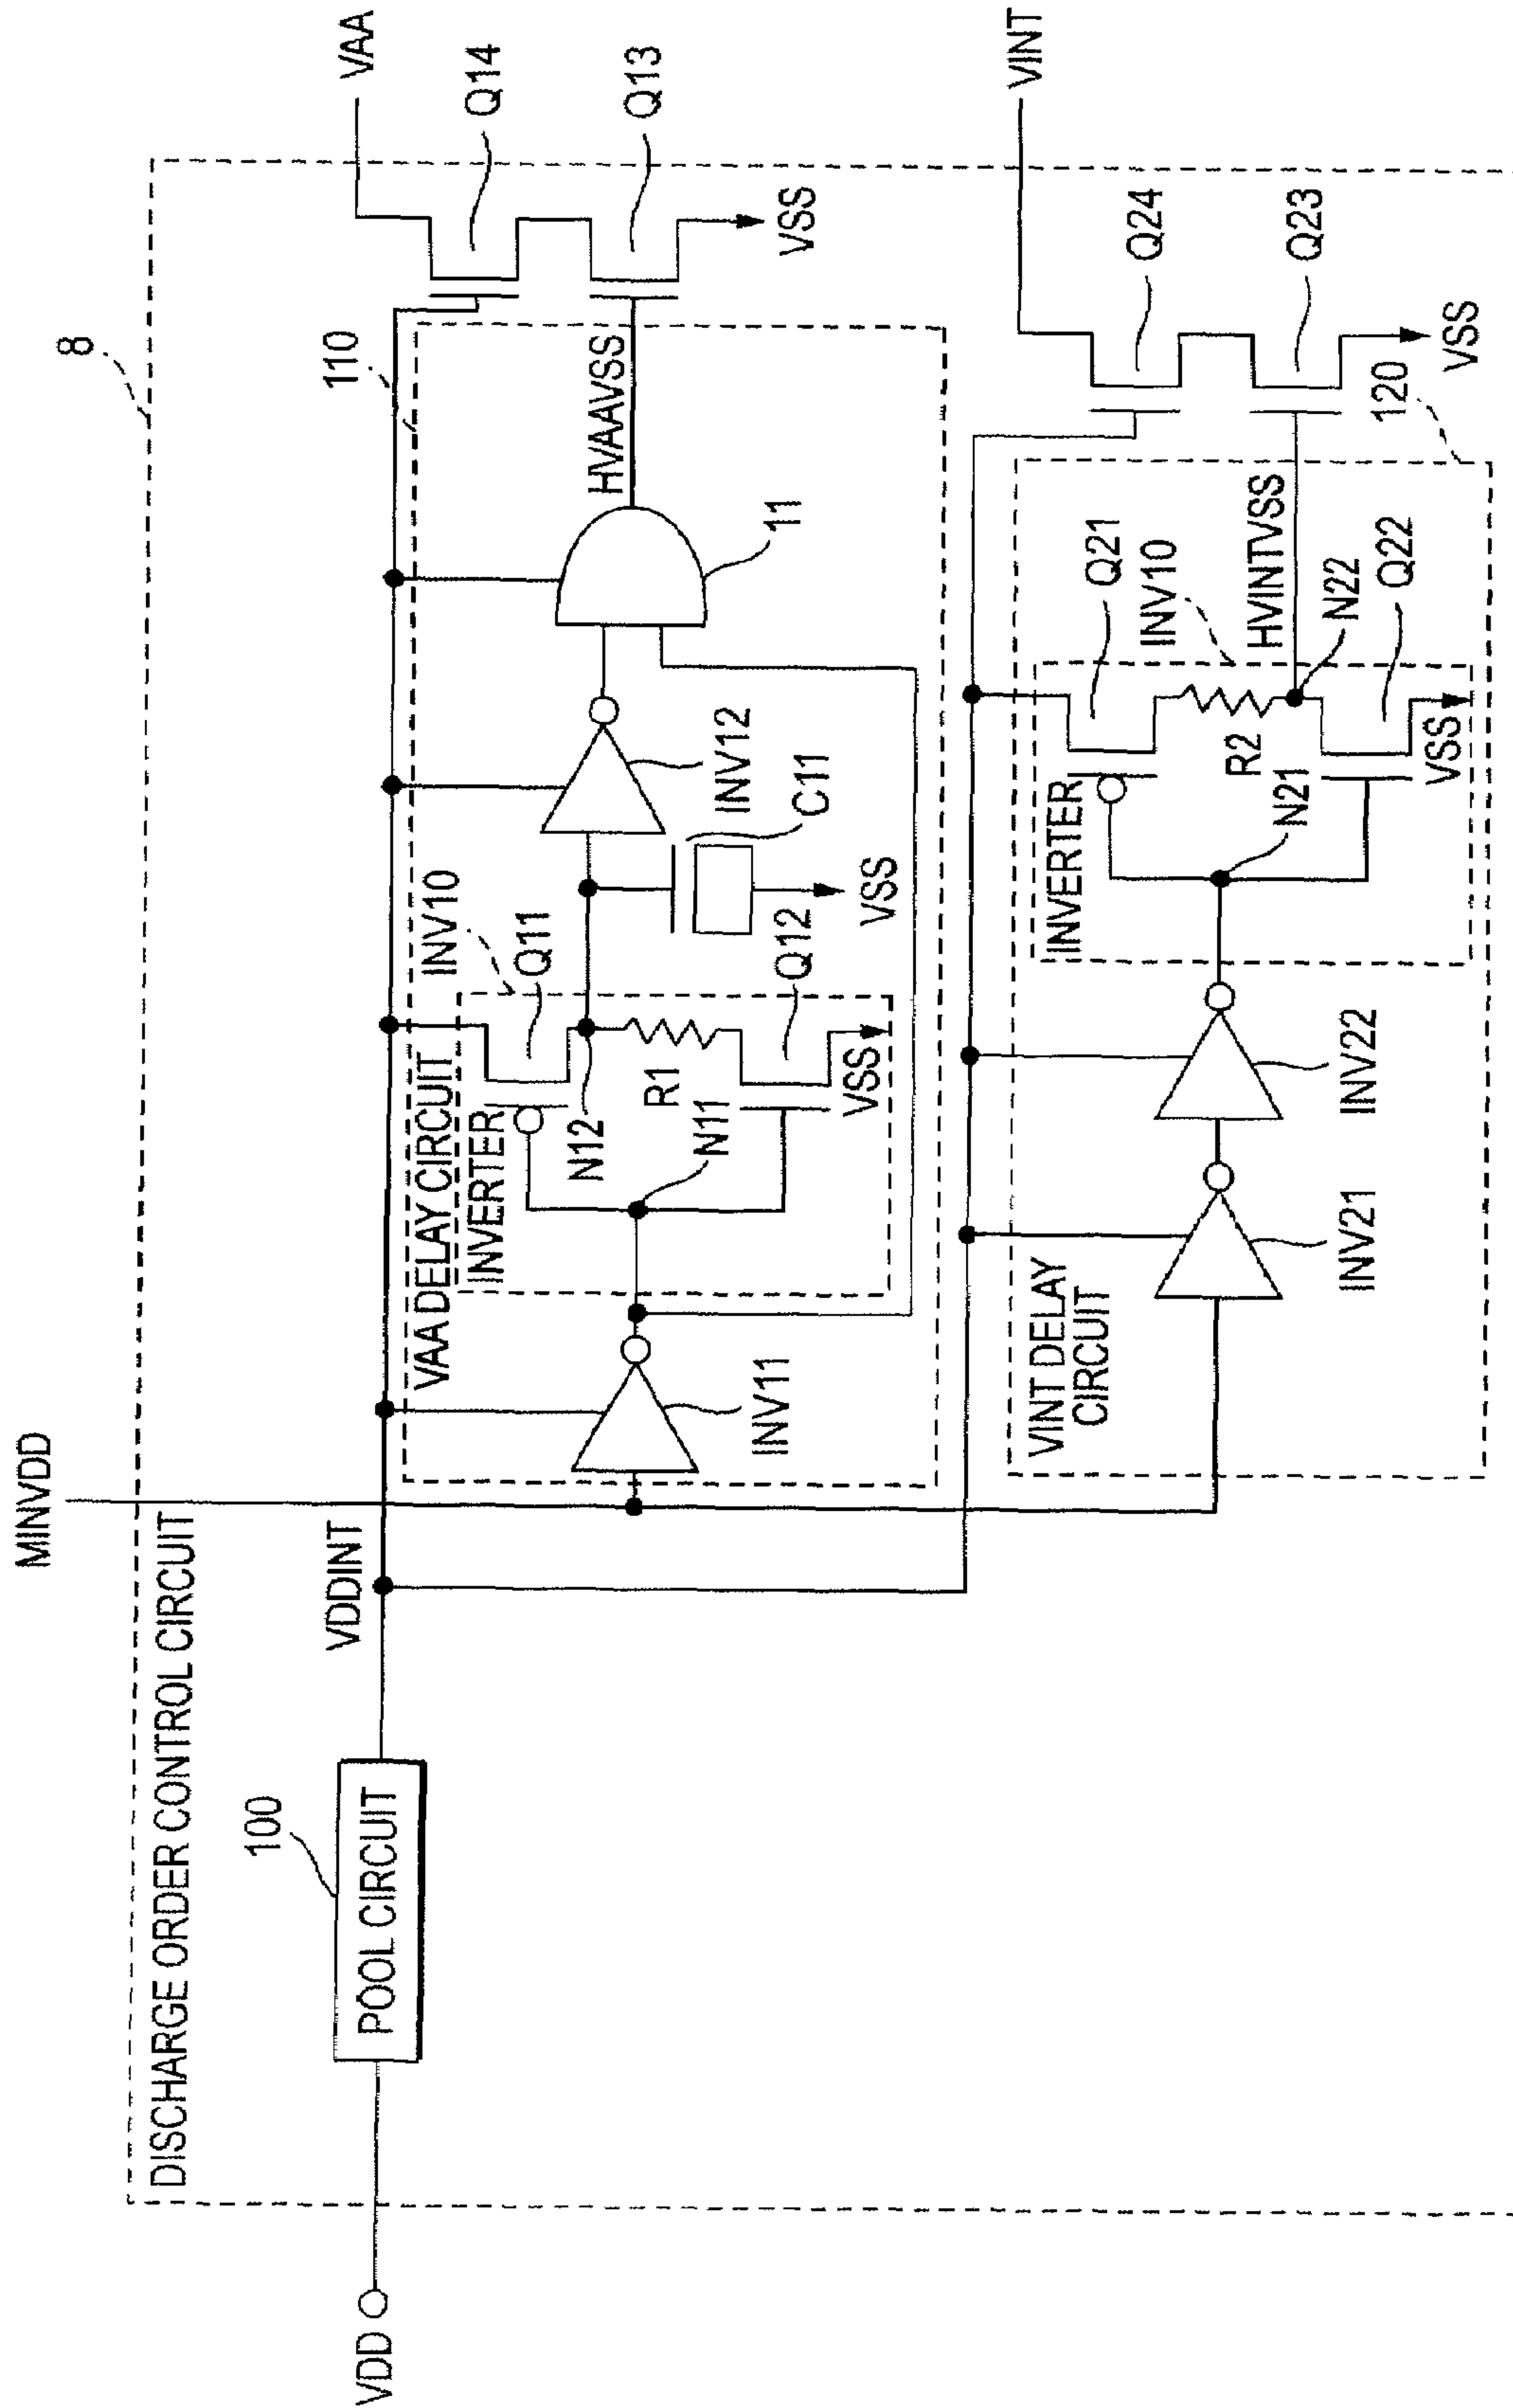 MINVDD
8
DISCHARGE ORDER CONTROL CIRCUIT
VDD
100
POOL CIRCUIT
VDDINT
110
VAA
Q14
Q13
VSS
VAA DELAY CIRCUIT
INV10
INVERTER
Q11
N12
R1
N11
Q12
VSS
INV11
C11
VSS
INV12
11
HVAAVSS
VINT
Q24
Q23
VSS
120
VINT DELAY
CIRCUIT
INV21
INV22
INVERTER
N21
R2
VSS
INV10
Q21
HVINTVSS
N22
Q22